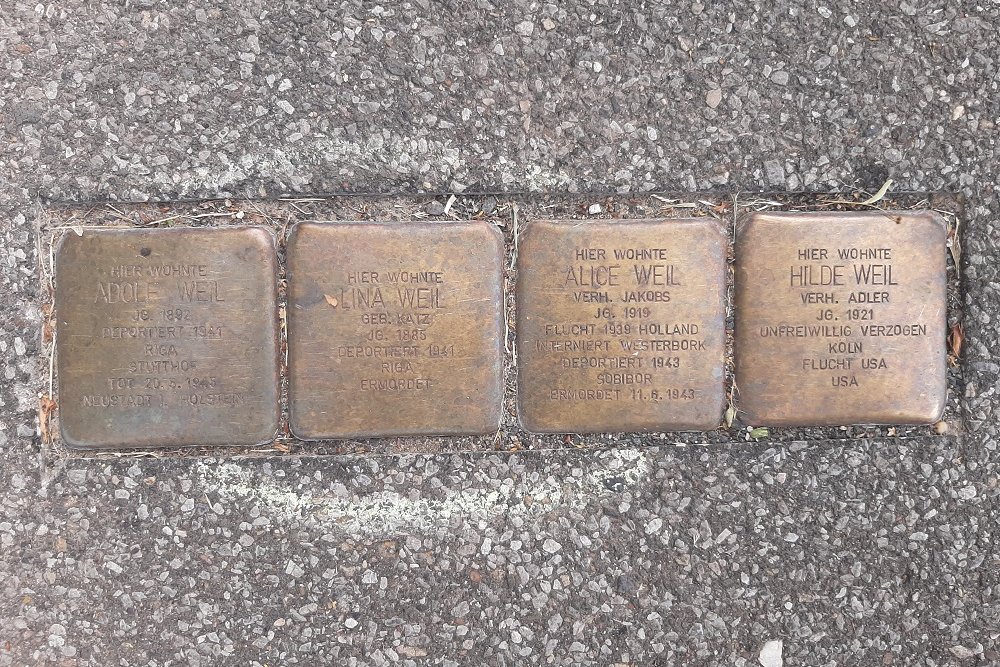 HIER WOHNTE
ADOLF WEIL
JG. 1892
DEPORTIERT 1941
RIGA
STUTTHOF
TOT 20.5.1945
NEUSTADT I. HOLSTEIN
HIER WOHNTE
LINA WEIL
GEB. KATZ
JG. 1885
DEPORTIERT 1941
RIGA
ERMORDET
HIER WOHNTE
ALICE WEIL
VERH. JAKOBS
JG. 1919
FLUCHT 1939 HOLLAND
INTERNIERT WESTERBORK
DEPORTIERT 1943
SOBIBOR
ERMORDET 11.6.1943
HIER WOHNTE
HILDE WEIL
VERH. ADLER
JG. 1921
UNFREIWILLIG VERZOGEN
KÖLN
FLUCHT USA
USA